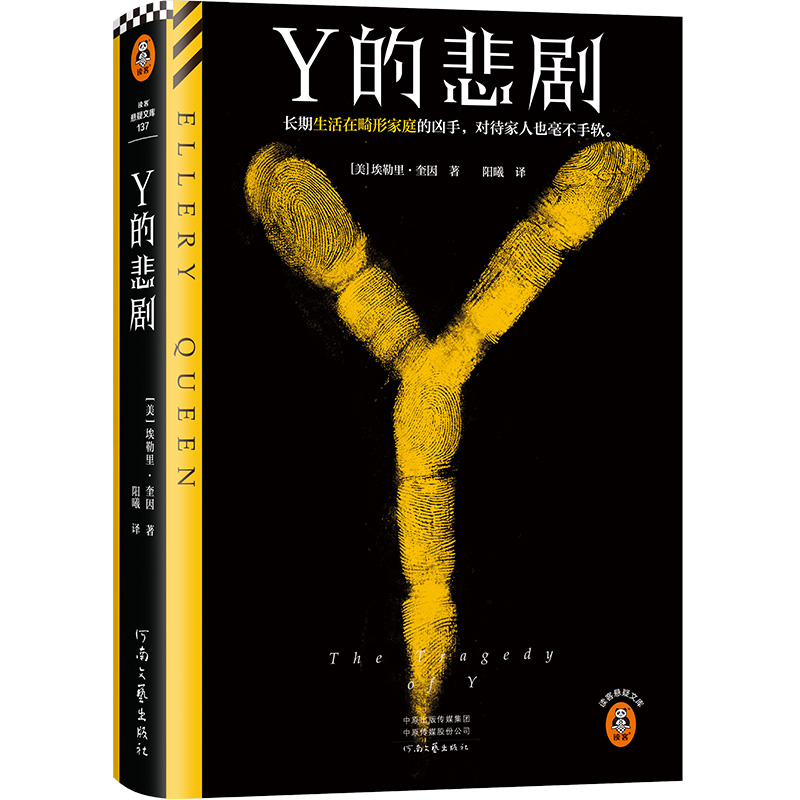 Y的悲剧
长期生活在畸形家庭的凶手，对待家人也毫不手软。
[美]埃勒里·奎因 著 阳曦 译
The Tragedy
of Y
中原出版传媒集团
中原传媒股份公司
河南文艺出版社
读客悬疑文库
读客
ELLERY QUEEN
读客
读客
悬疑文库
137
Y的悲剧
[美]埃勒里·奎因 著
阳曦 译
河南文艺出版社